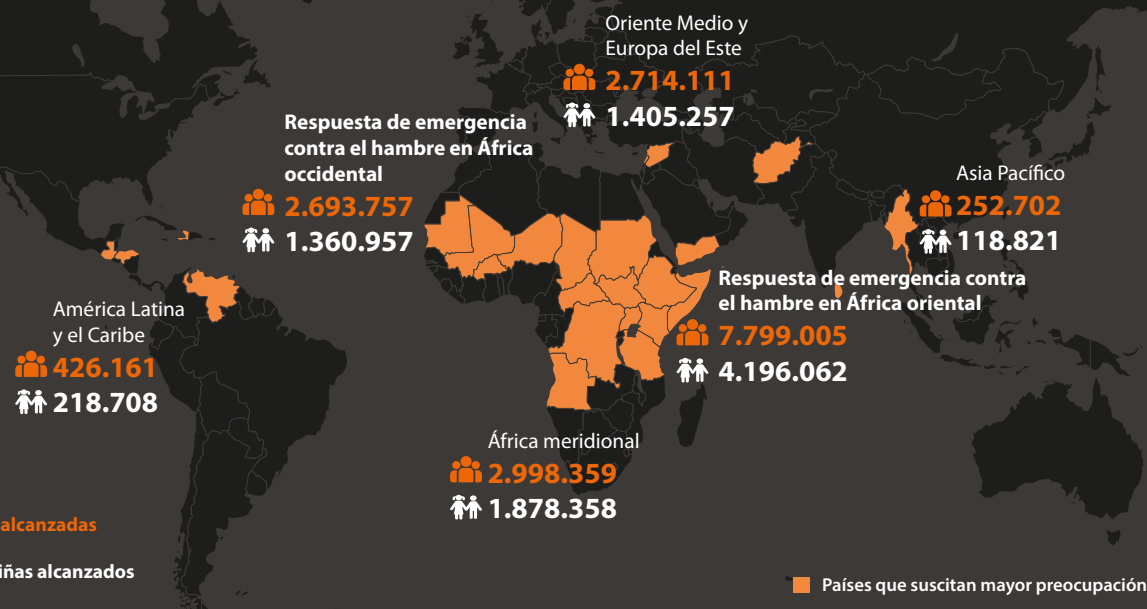 Oriente Medio y
Europa del Este
2.714.111
1.405.257
Respuesta de emergencia
contra el hambre en África
occidental
2.693.757
1.360.957
Asia Pacífico
252.702
118.821
Respuesta de emergencia contra
el hambre en África oriental
7.799.005
4.196.062
América Latina
y el Caribe
426.161
218.708
África meridional
2.998.359
1.878.358
alcanzadas
iñas alcanzados
Países que suscitan mayor preocupación